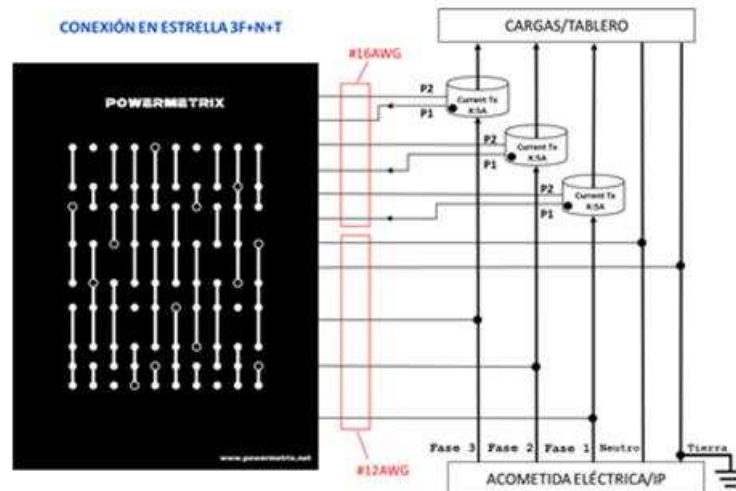 CONEXIÓN EN ESTRELLA 3F+N+T
CARGAS/TABLERO
#16AWG
POWERMETRIX
P2
Current Tx
X:5A
P1
P2
Current Tx
X:5A
P1
P2
Current Tx
X:5A
P1
Fase 3
Fase 2
Fase 1
Neutro
Tierra
www.powermetrix.net
#12AWG
ACOMETIDA ELÉCTRICA/IP